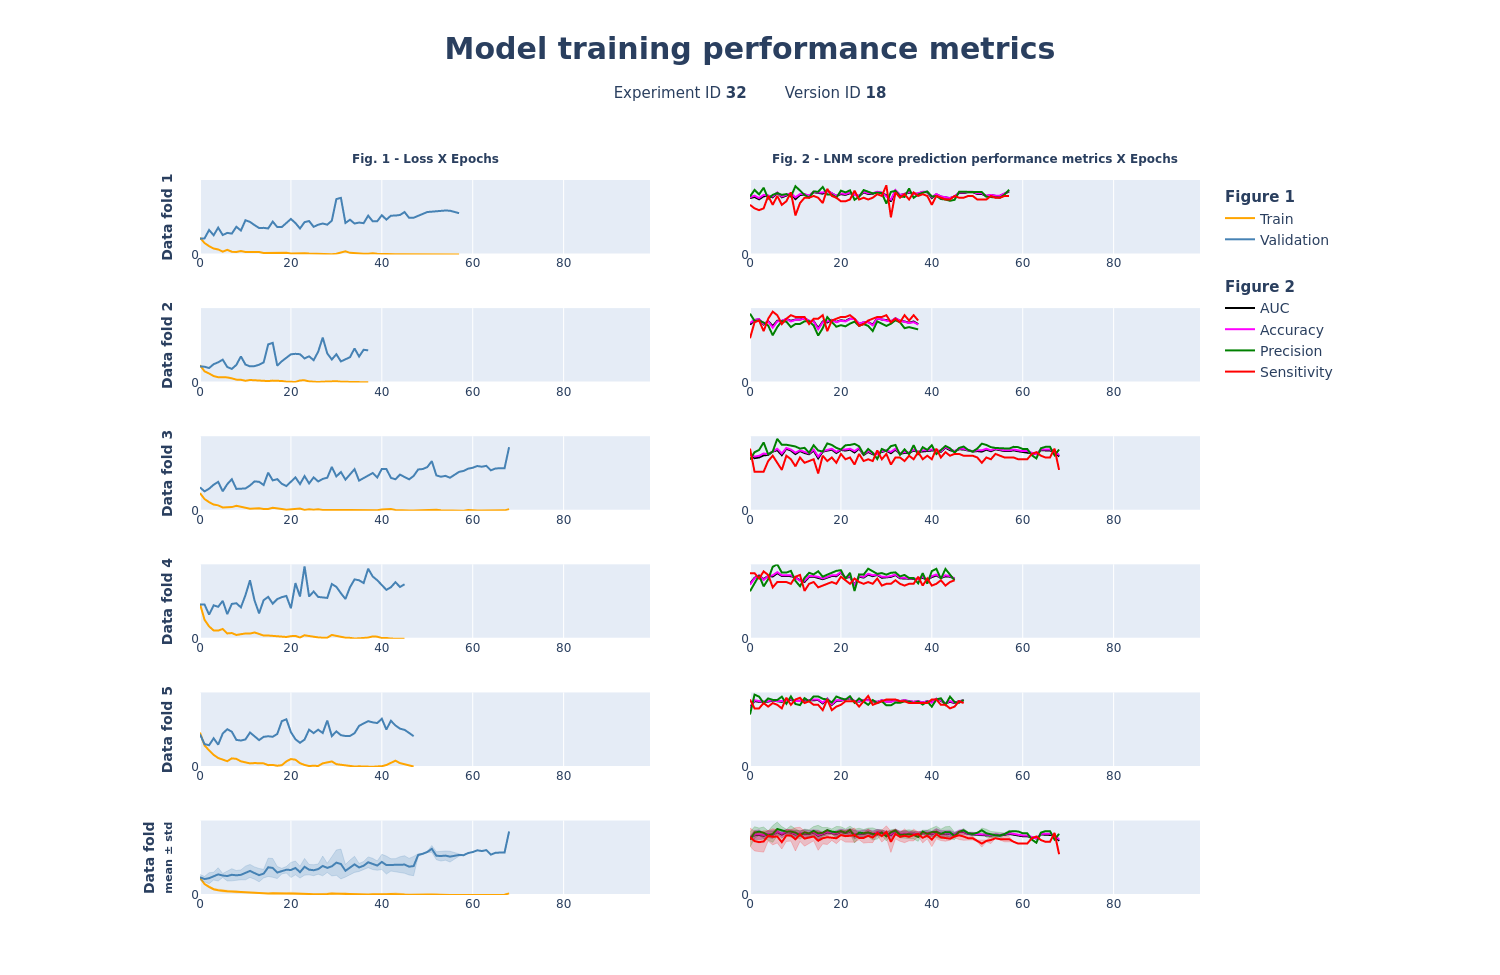 Model training performance metrics
Experiment ID 32 Version ID 18
Fig. 1 - Loss X Epochs
Fig. 2 - LNM score prediction performance metrics X Epochs
Data fold 1
0
0 20 40 60 80
0
0 20 40 60 80
Data fold 2
0
0 20 40 60 80
0
0 20 40 60 80
Data fold 3
0
0 20 40 60 80
0
0 20 40 60 80
Data fold 4
0
0 20 40 60 80
0
0 20 40 60 80
Data fold 5
0
0 20 40 60 80
0
0 20 40 60 80
Data fold
mean ± std
0
0 20 40 60 80
0
0 20 40 60 80
Figure 1
Train
Validation
Figure 2
AUC
Accuracy
Precision
Sensitivity